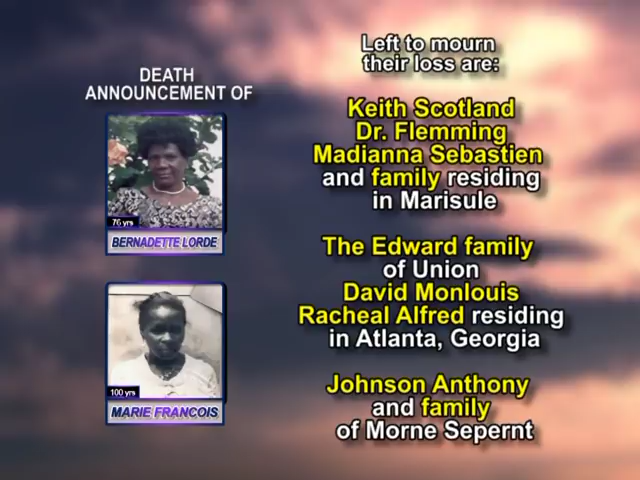 DEATH
ANNOUNCEMENT OF
76 yrs
BERNADETTE LORDE
100 yrs
MARIE FRANCOIS
Left to mourn
their loss are:
Keith Scotland
Dr. Flemming
Madianna Sebastien
and family residing
in Marisule
The Edward family
of Union
David Monlouis
Racheal Alfred residing
in Atlanta, Georgia
Johnson Anthony
and family
of Morne Sepernt